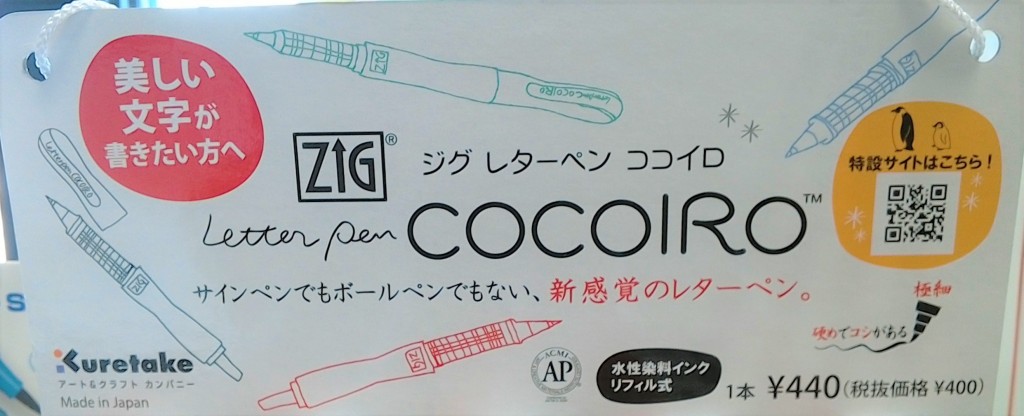 美しい
文字が
書きたい方へ
ZIG®
ジグ レターペン ココイロ
Letter pen COCOIRO™
サインペンでもボールペンでもない、新感覚のレターペン。
特設サイトはこちら!
極細
硬めでコシがある
Kuretake
アート&クラフト カンパニー
Made in Japan
ACMI
AP
水性染料インク
リフィル式
1本 ¥440(税抜価格 ¥400)